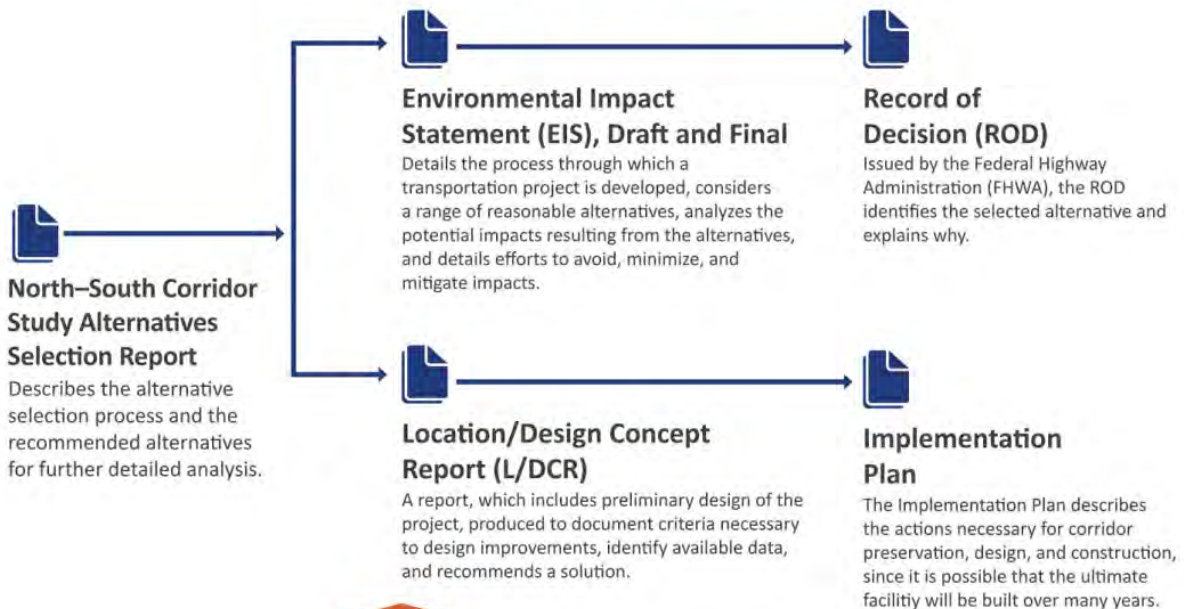 North–South Corridor
Study Alternatives
Selection Report
Describes the alternative
selection process and the
recommended alternatives
for further detailed analysis.
Environmental Impact
Statement (EIS), Draft and Final
Details the process through which a
transportation project is developed, considers
a range of reasonable alternatives, analyzes the
potential impacts resulting from the alternatives,
and details efforts to avoid, minimize, and
mitigate impacts.
Record of
Decision (ROD)
Issued by the Federal Highway
Administration (FHWA), the ROD
identifies the selected alternative and
explains why.
Location/Design Concept
Report (L/DCR)
A report, which includes preliminary design of the
project, produced to document criteria necessary
to design improvements, identify available data,
and recommends a solution.
Implementation
Plan
The Implementation Plan describes
the actions necessary for corridor
preservation, design, and construction,
since it is possible that the ultimate
facilitiy will be built over many years.